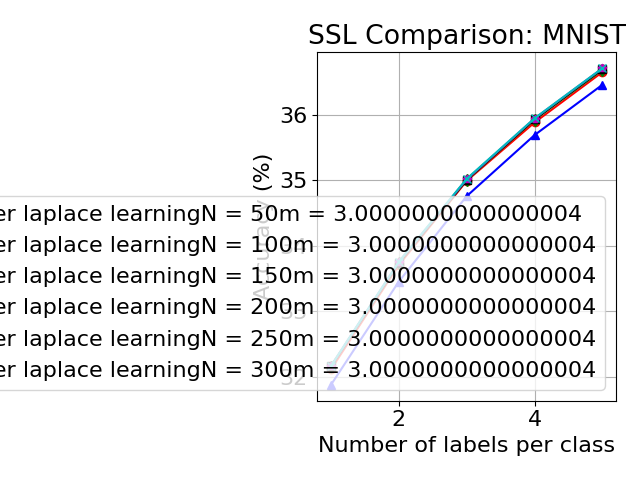 SSL Comparison: MNIST
36
35
Accuracy (%)
er laplace learningN = 50m = 3.0000000000000004
er laplace learningN = 100m = 3.0000000000000004
er laplace learningN = 150m = 3.0000000000000004
er laplace learningN = 200m = 3.0000000000000004
er laplace learningN = 250m = 3.0000000000000004
er laplace learningN = 300m = 3.0000000000000004
32
2 4
Number of labels per class